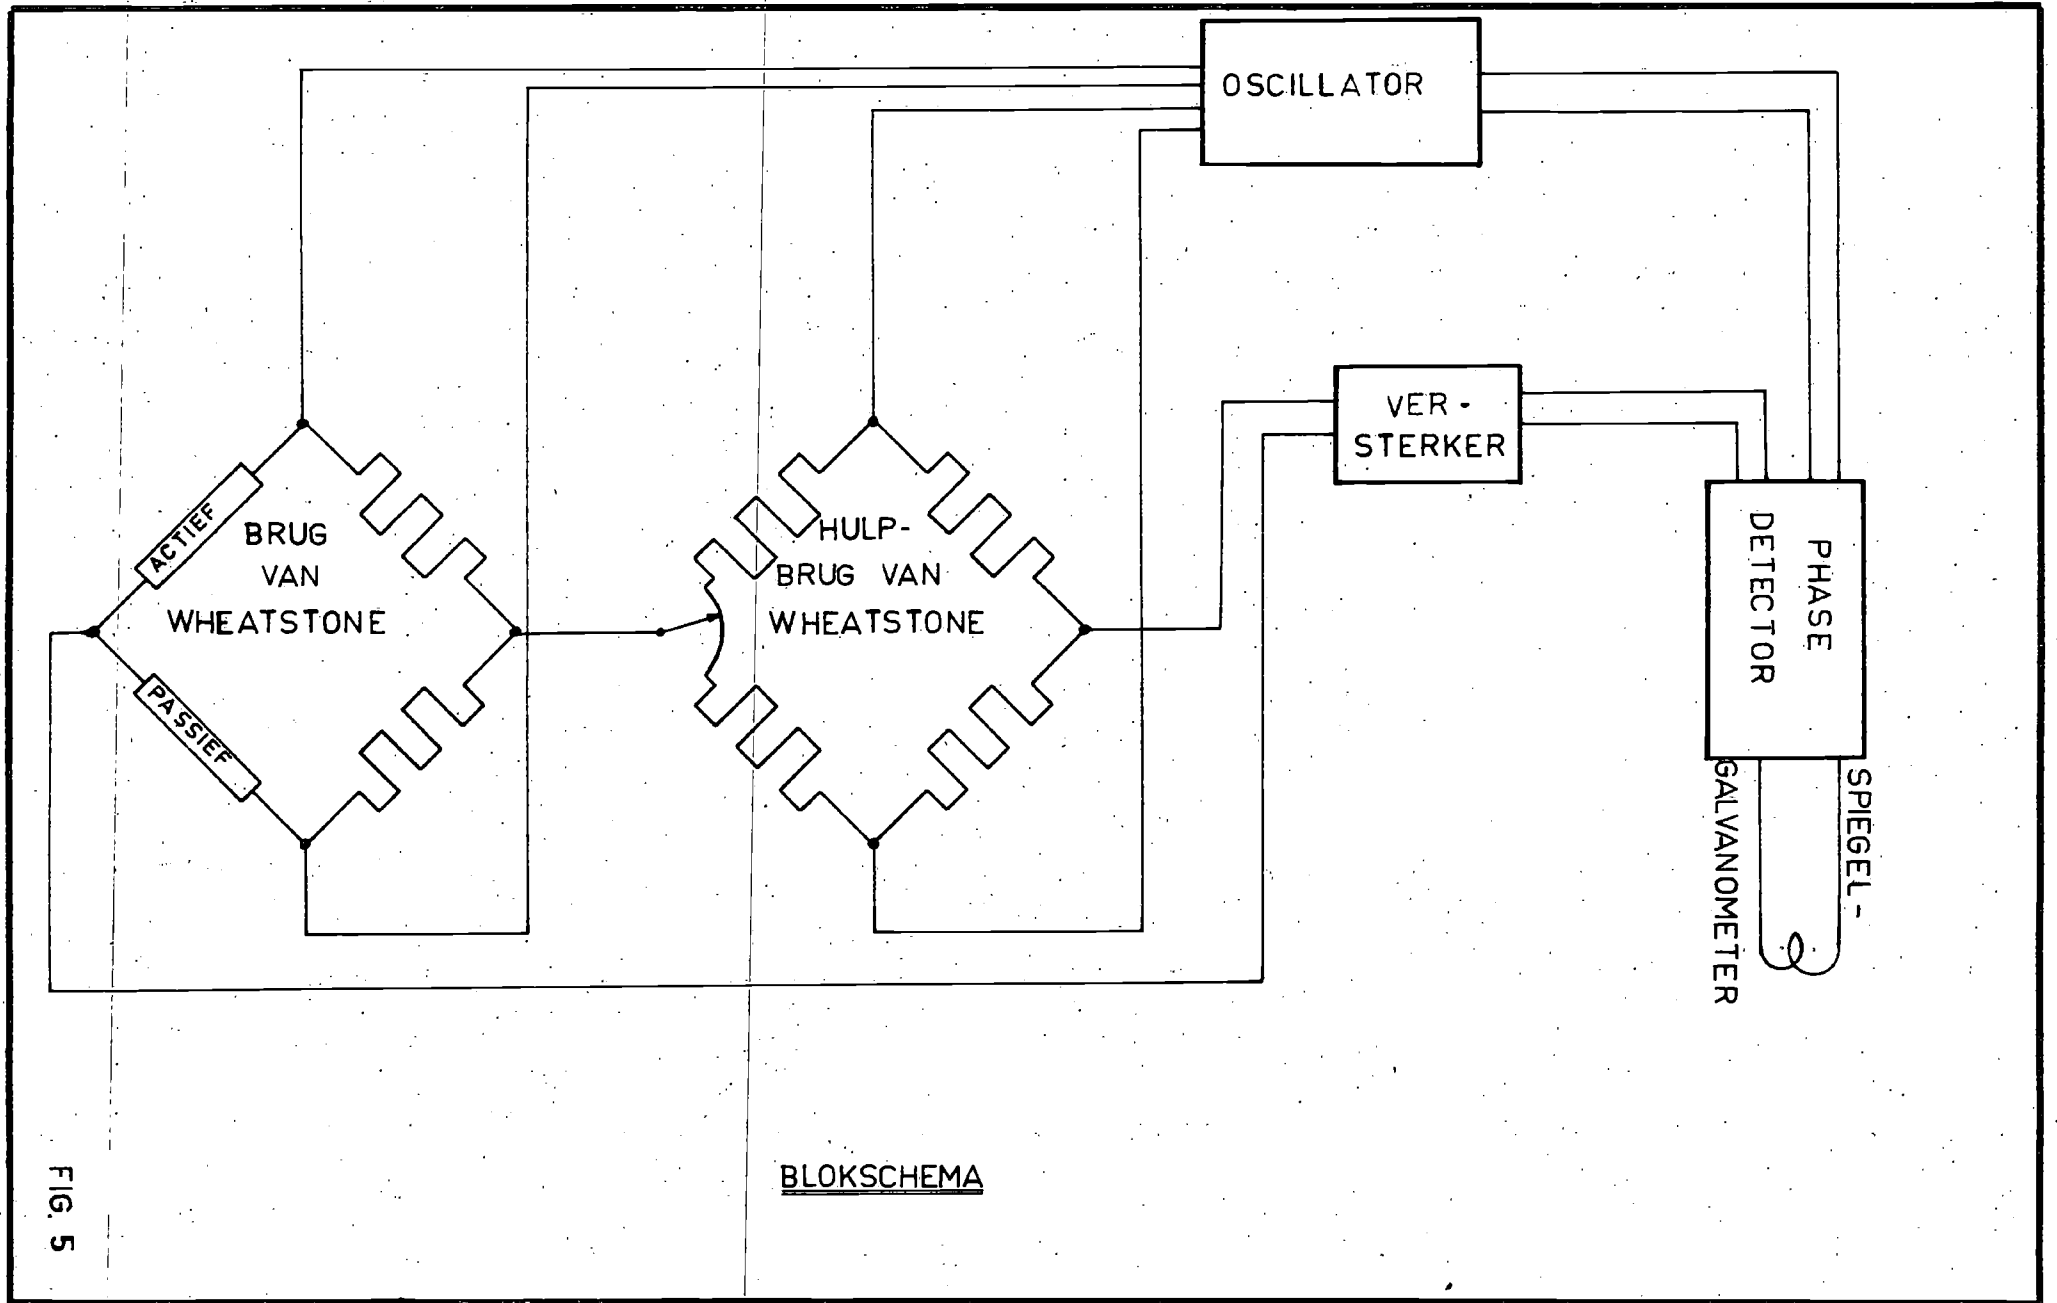 OSCILLATOR
VER-
STERKER
ACTIEF
BRUG
VAN
WHEATSTONE
PASSIEF
HULP-
BRUG VAN
WHEATSTONE
PHASE
DETECTOR
SPIEGEL-
GALVANOMETER
BLOKSCHEMA
FIG. 5